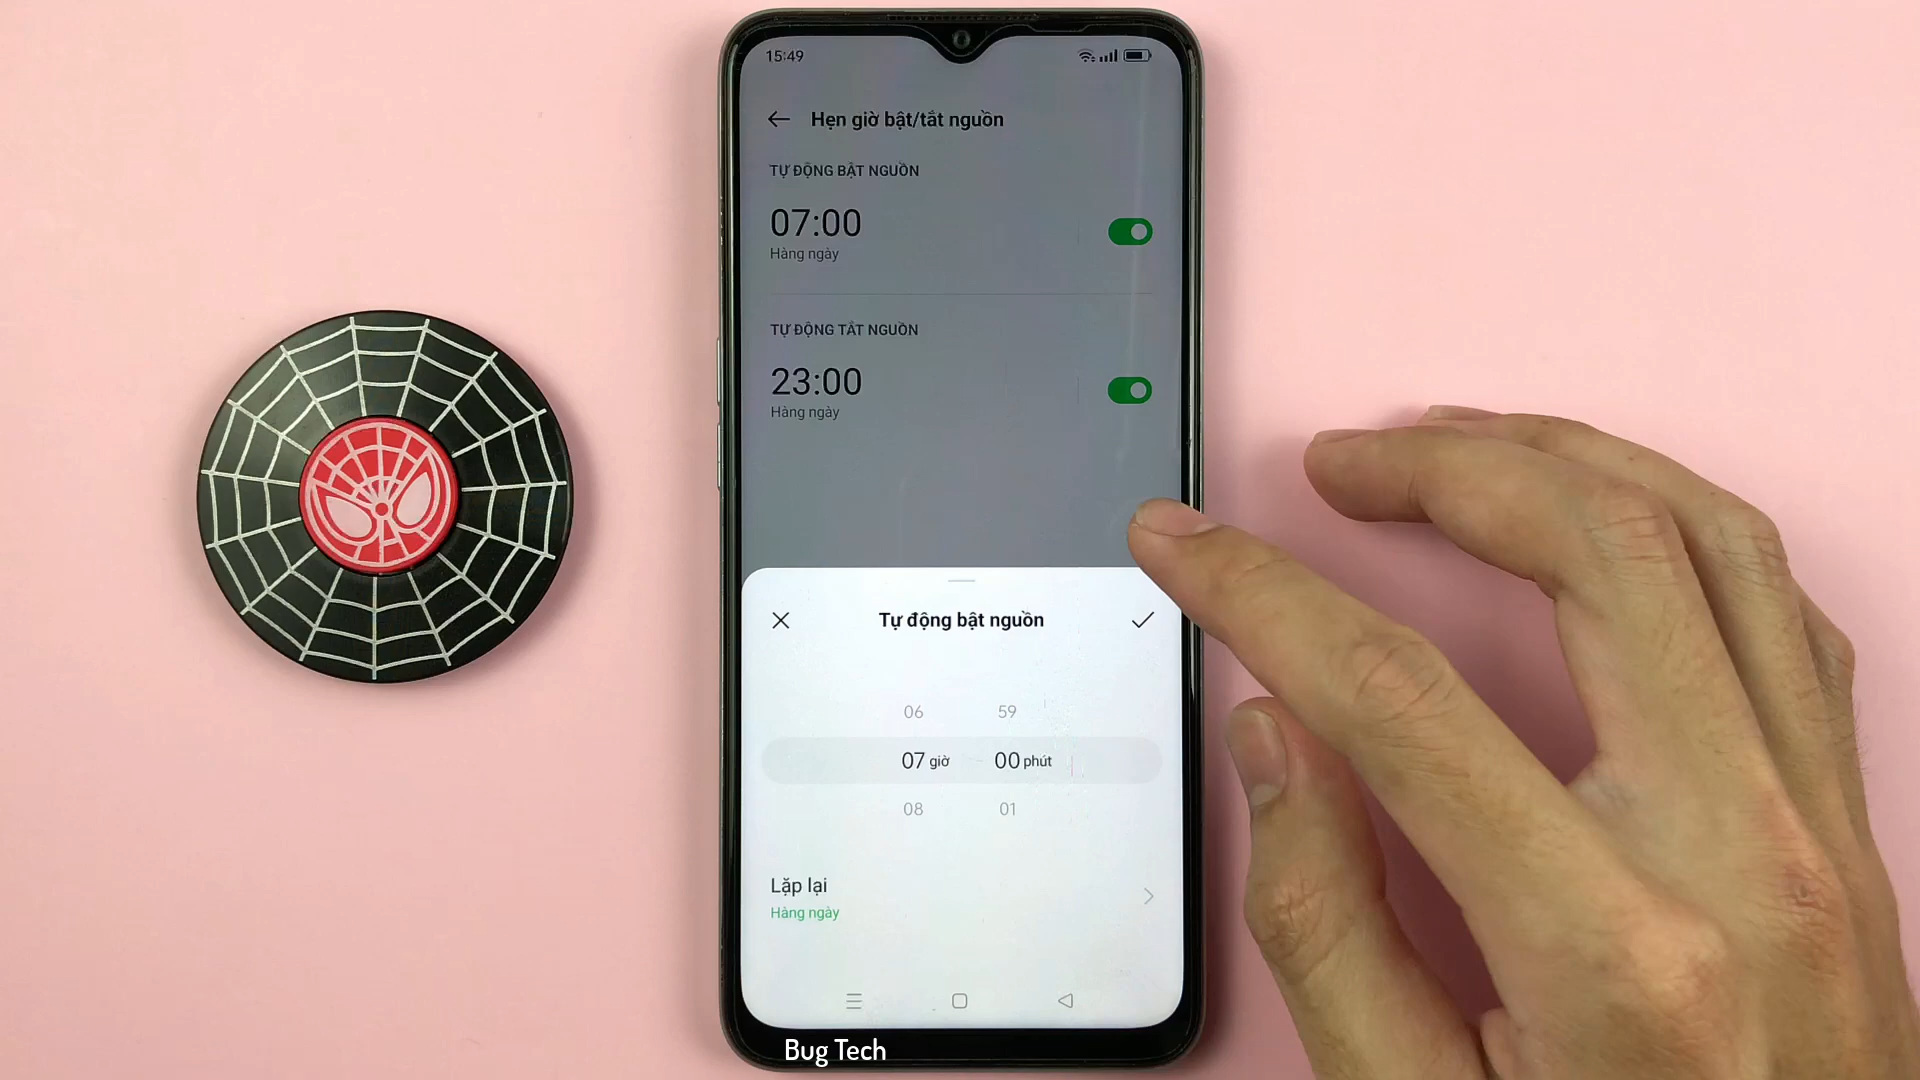 15:49
Hẹn giờ bật/tắt nguồn
TỰ ĐỘNG BẬT NGUỒN
07:00
Hàng ngày
TỰ ĐỘNG TẮT NGUỒN
23:00
Hàng ngày
Tự động bật nguồn
06 59
07 giờ 00 phút
08 01
Lặp lại
Hàng ngày
Bug Tech